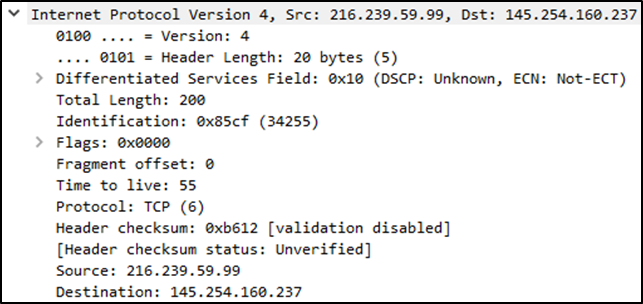 Internet Protocol Version 4, Src: 216.239.59.99, Dst: 145.254.160.237
0100 .... = Version: 4
.... 0101 = Header Length: 20 bytes (5)
Differentiated Services Field: 0x10 (DSCP: Unknown, ECN: Not-ECT)
Total Length: 200
Identification: 0x85cf (34255)
Flags: 0x0000
Fragment offset: 0
Time to live: 55
Protocol: TCP (6)
Header checksum: 0xb612 [validation disabled]
[Header checksum status: Unverified]
Source: 216.239.59.99
Destination: 145.254.160.237